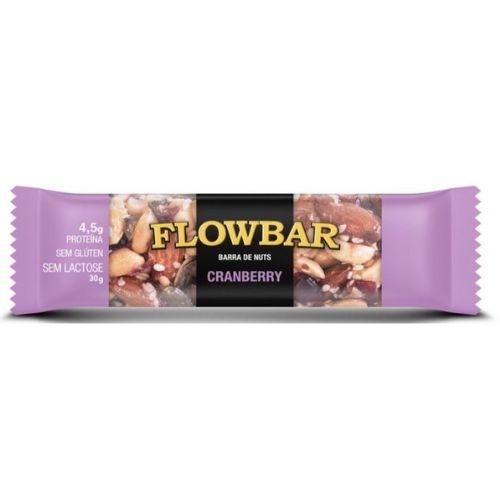 4,5g
PROTEÍNA
SEM GLÚTEN
SEM LACTOSE
30g
FLOWBAR
BARRA DE NUTS
CRANBERRY